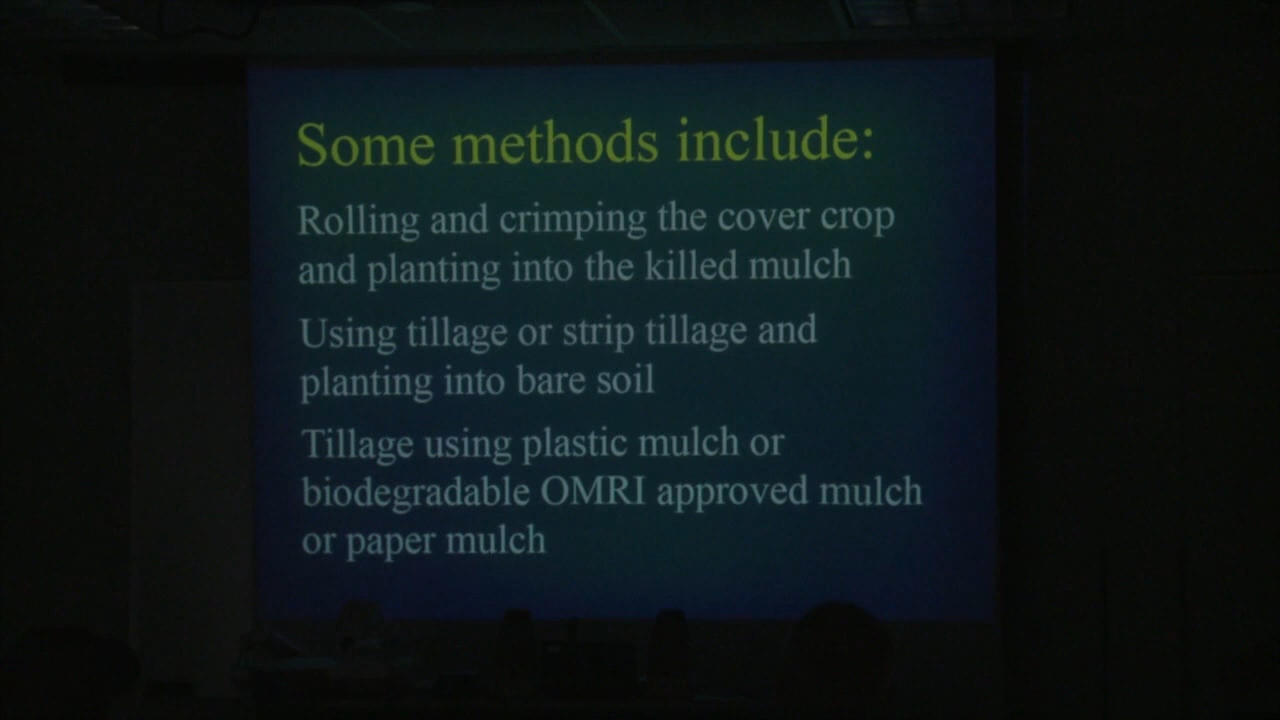 Some methods include:
Rolling and crimping the cover crop
and planting into the killed mulch
Using tillage or strip tillage and
planting into bare soil
Tillage using plastic mulch or
biodegradable OMRI approved mulch
or paper mulch